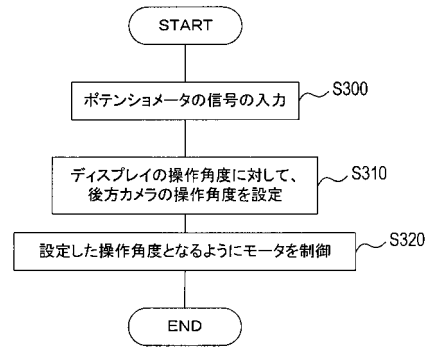 START
ポテンショメータの信号の入力
S300
ディスプレイの操作角度に対して、
後方カメラの操作角度を設定
S310
設定した操作角度となるようにモータを制御
S320
END